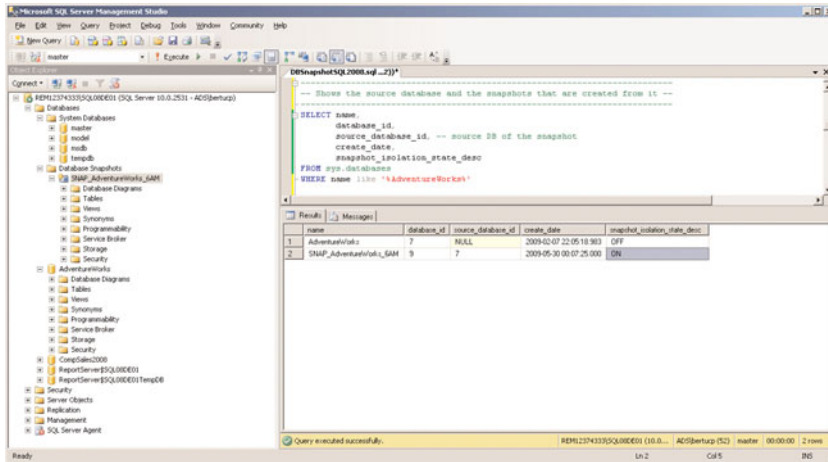 Microsoft SQL Server Management Studio
File Edit View Query Project Debug Tools Window Community Help
New Query
master Execute
Object Explorer
DBSnapshotSQL2008.sql ...2))*
Connect
REM12374333\SQL08DE01 (SQL Server 10.0.2531 - ADS\bertucp)
Databases
System Databases
master
model
msdb
tempdb
Database Snapshots
SNAP_AdventureWorks_6AM
Database Diagrams
Tables
Views
Synonyms
Programmability
Service Broker
Storage
Security
AdventureWorks
Database Diagrams
Tables
Views
Synonyms
Programmability
Service Broker
Storage
Security
CompSales2008
ReportServer$SQL08DE01
ReportServer$SQL08DE01TempDB
Security
Server Objects
Replication
Management
SQL Server Agent
-- Shows the source database and the snapshots that are created from it --
SELECT name,
database_id,
source_database_id, -- source DB of the snapshot
create_date,
snapshot_isolation_state_desc
FROM sys.databases
WHERE name like '%AdventureWorks%'
Results Messages
name database_id source_database_id create_date snapshot_isolation_state_desc
1 AdventureWorks 7 NULL 2009-02-07 22:05:18.983 OFF
2 SNAP_AdventureWorks_6AM 9 7 2009-05-30 00:07:25.000 ON
Query executed successfully. REM12374333\SQL08DE01 (10.0... ADS\bertucp (52) master 00:00:00 2 rows
Ready Ln 2 Col 5 INS